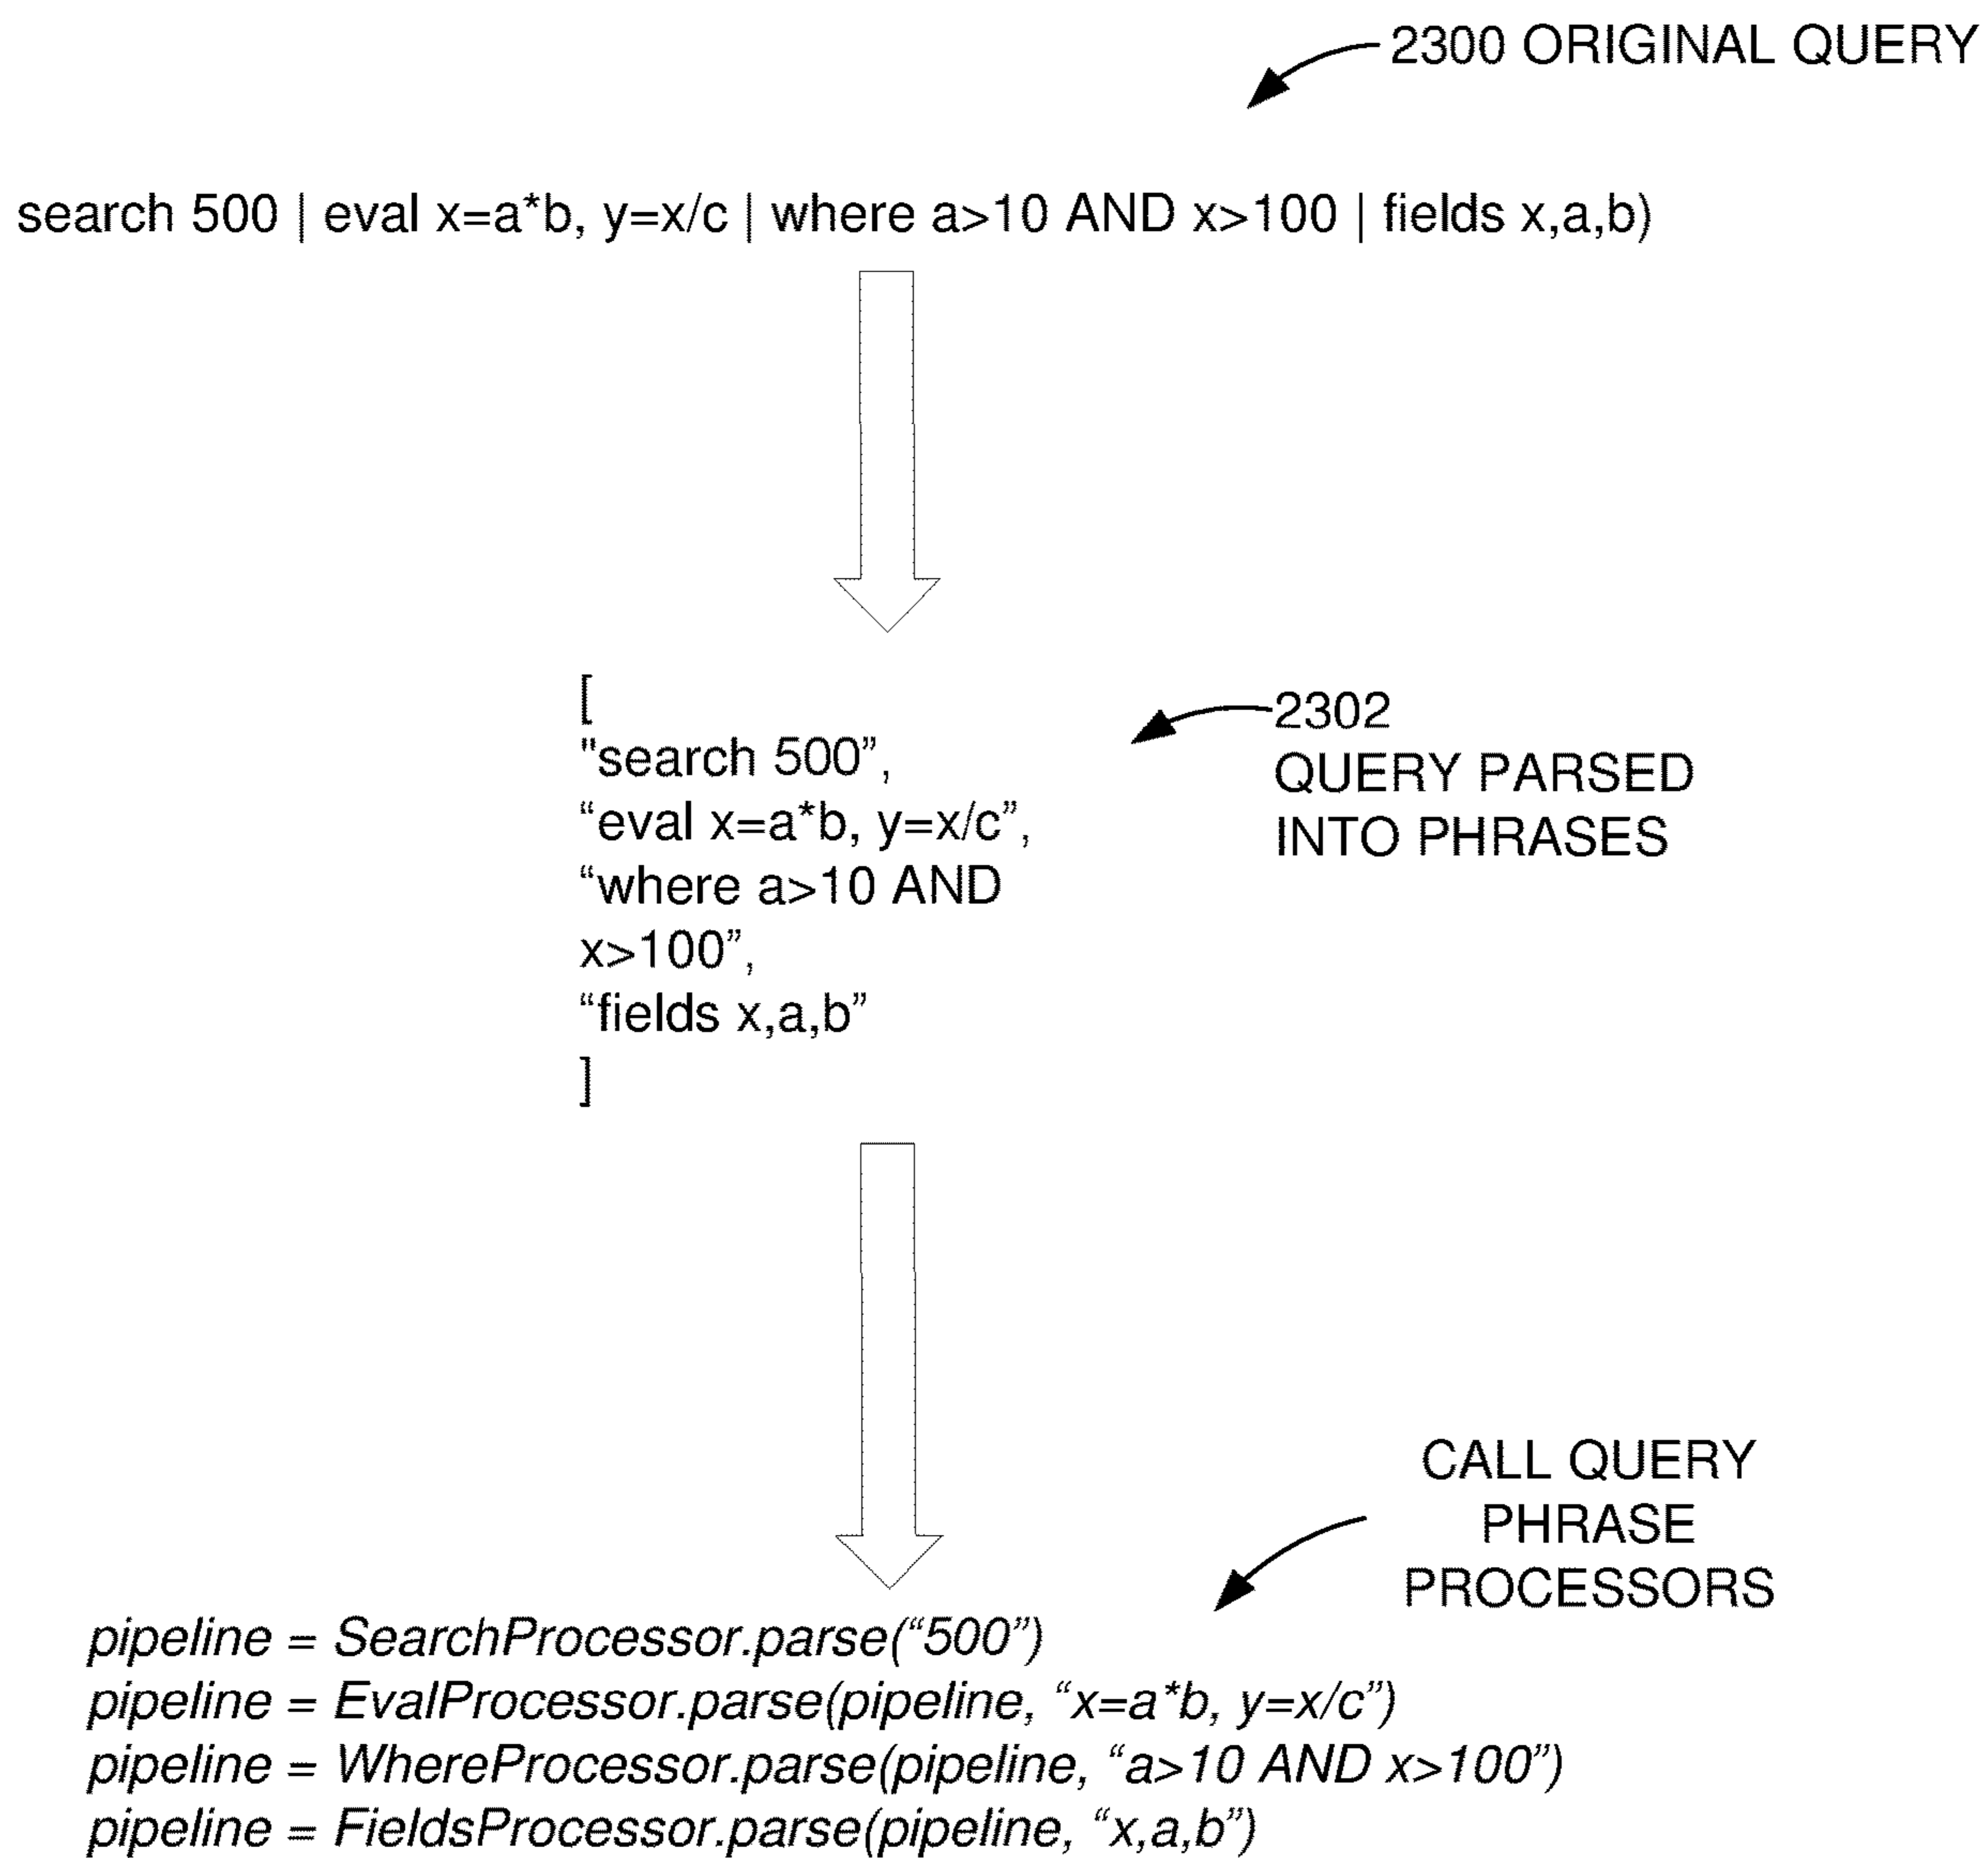 2300 ORIGINAL QUERY
search 500 | eval x=a*b, y=x/c | where a>10 AND x>100 | fields x,a,b)
[
"search 500”,
“eval x=a*b, y=x/c”,
“where a>10 AND
x>100”,
“fields x,a,b”
]
2302
QUERY PARSED
INTO PHRASES
CALL QUERY
PHRASE
PROCESSORS
pipeline = SearchProcessor.parse(“500”)
pipeline = EvalProcessor.parse(pipeline, “x=a*b, y=x/c”)
pipeline = WhereProcessor.parse(pipeline, “a>10 AND x>100”)
pipeline = FieldsProcessor.parse(pipeline, “x,a,b”)